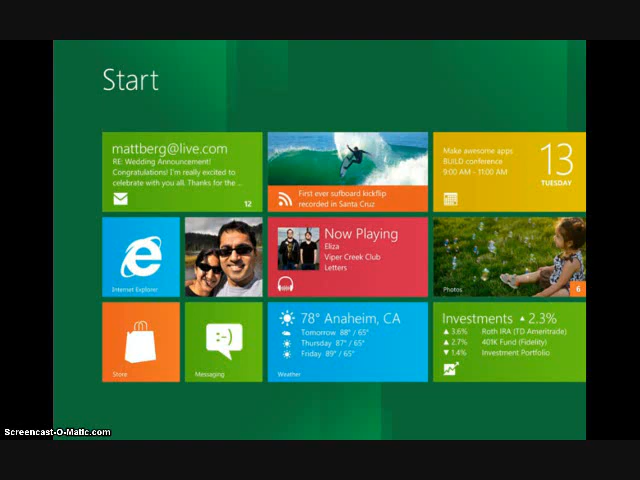 Start
mattberg@live.com
RE: Wedding Announcement!
Congratulations! I'm really excited to
celebrate with you all. Thanks for the ...
12
First ever sufboard kickflip
recorded in Santa Cruz
Make awesome apps
BUILD conference
9:00 AM - 11:00 AM
13
TUESDAY
Internet Explorer
Now Playing
Eliza
Viper Creek Club
Letters
Photos
6
Store
:-)
Messaging
78° Anaheim, CA
Tomorrow 88° / 65°
Thursday 87° / 65°
Friday 89° / 65°
Weather
Investments ▲ 2.3%
▲ 3.6% Roth IRA (TD Ameritrade)
▲ 2.7% 401K Fund (Fidelity)
▼ 1.4% Investment Portfolio
Screencast-O-Matic.com